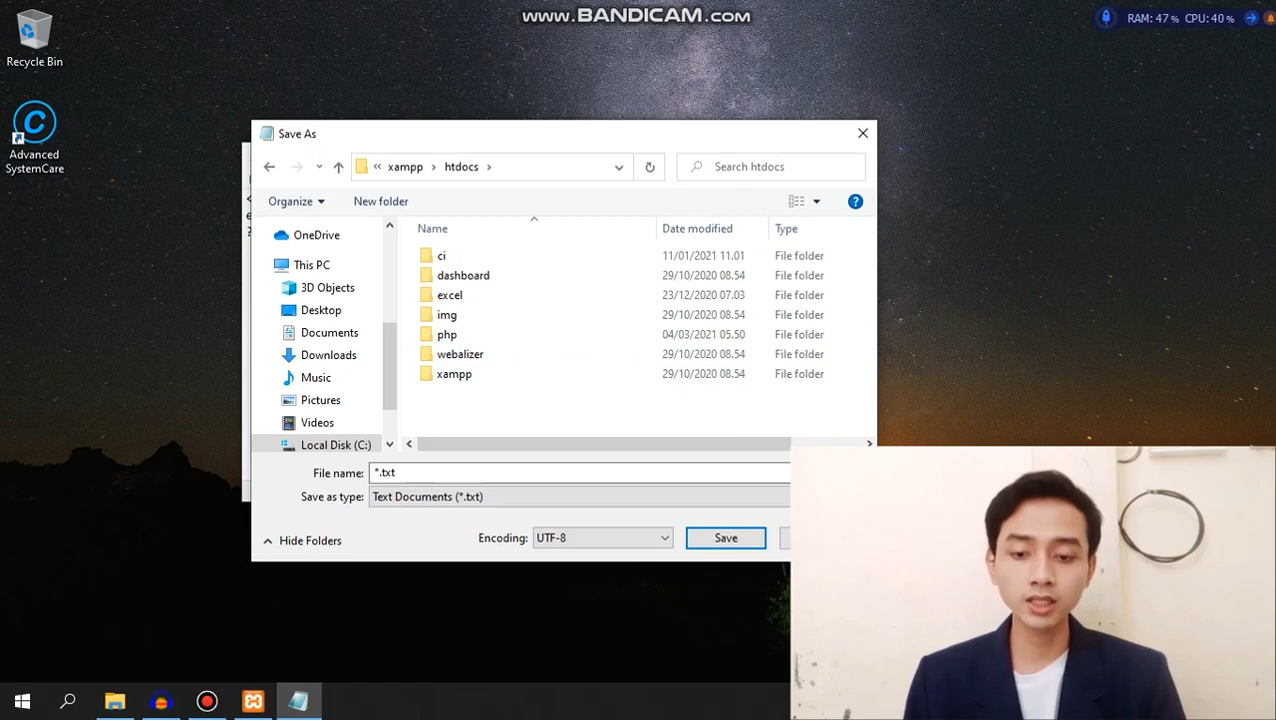 www.BANDICAM.com
RAM: 47 % CPU: 40 %
Recycle Bin
Advanced
SystemCare
Save As
« xampp › htdocs ›
Search htdocs
Organize
New folder
Name
Date modified
Type
OneDrive
This PC
3D Objects
Desktop
Documents
Downloads
Music
Pictures
Videos
Local Disk (C:)
ci 11/01/2021 11.01 File folder
dashboard 29/10/2020 08.54 File folder
excel 23/12/2020 07.03 File folder
img 29/10/2020 08.54 File folder
php 04/03/2021 05.50 File folder
webalizer 29/10/2020 08.54 File folder
xampp 29/10/2020 08.54 File folder
File name: *.txt
Save as type: Text Documents (*.txt)
Hide Folders
Encoding: UTF-8
Save